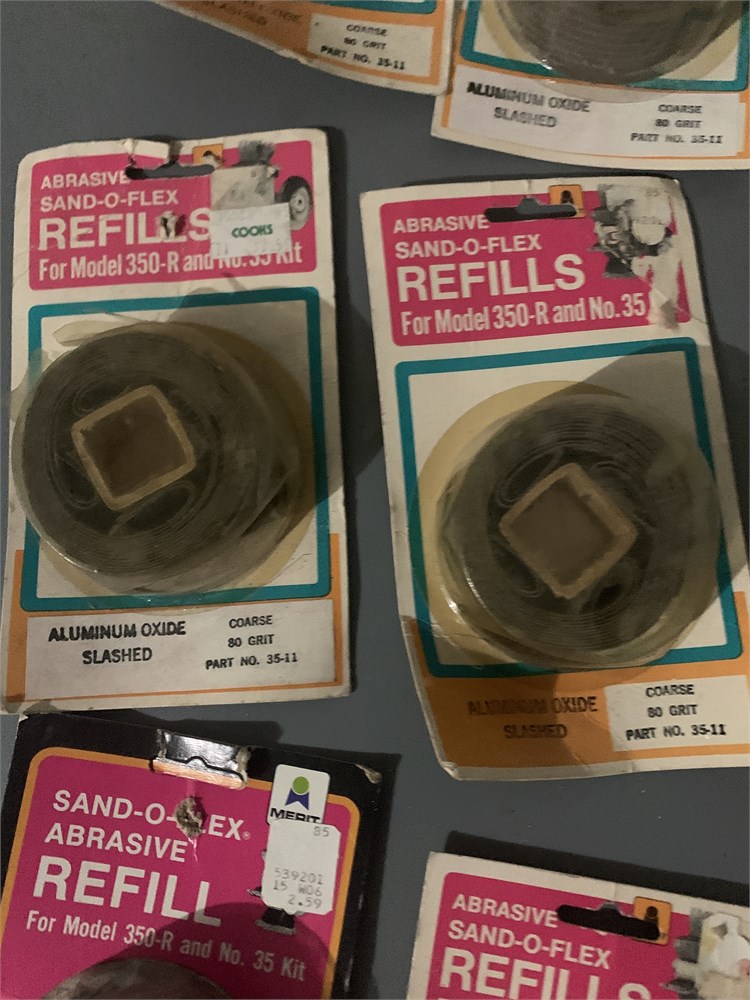 COARSE
80 GRIT
PART NO. 35-11
ALUMINUM OXIDE
SLASHED
COARSE
80 GRIT
PART NO. 35-11
ABRASIVE
SAND-O-FLEX
REFILLS
COOKS
For Model 350-R and No. 35 Kit
ALUMINUM OXIDE
SLASHED
COARSE
80 GRIT
PART NO. 35-11
ABRASIVE
SAND-O-FLEX
REFILLS
For Model 350-R and No. 35
85
ALUMINUM OXIDE
SLASHED
COARSE
80 GRIT
PART NO. 35-11
SAND-O-FLEX®
ABRASIVE
REFILL
For Model 350-R and No. 35 Kit
MERIT
85
539201
15 W06
2.59
ABRASIVE
SAND-O-FLEX
REFILLS